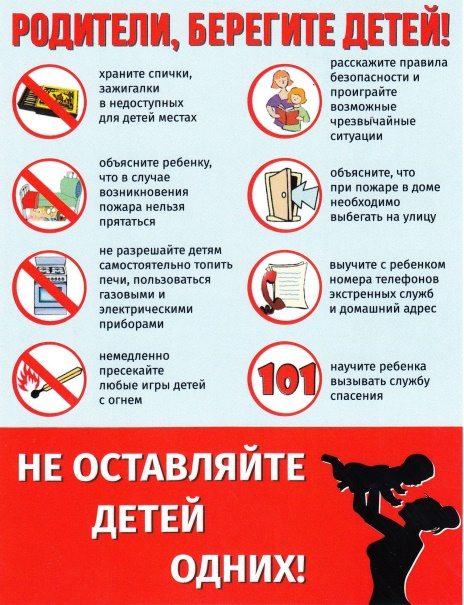 РОДИТЕЛИ, БЕРЕГИТЕ ДЕТЕЙ!
храните спички,
зажигалки
в недоступных
для детей местах
объясните ребенку,
что в случае
возникновения
пожара нельзя
прятаться
не разрешайте детям
самостоятельно топить
печи, пользоваться
газовыми и
электрическими
приборами
немедленно
пресекайте
любые игры детей
с огнем
расскажите правила
безопасности и
проиграйте
возможные
чрезвычайные
ситуации
объясните, что
при пожаре в доме
необходимо
выбегать на улицу
выучите с ребенком
номера телефонов
экстренных служб
и домашний адрес
101
научите ребенка
вызывать службу
спасения
НЕ ОСТАВЛЯЙТЕ
ДЕТЕЙ
ОДНИХ!